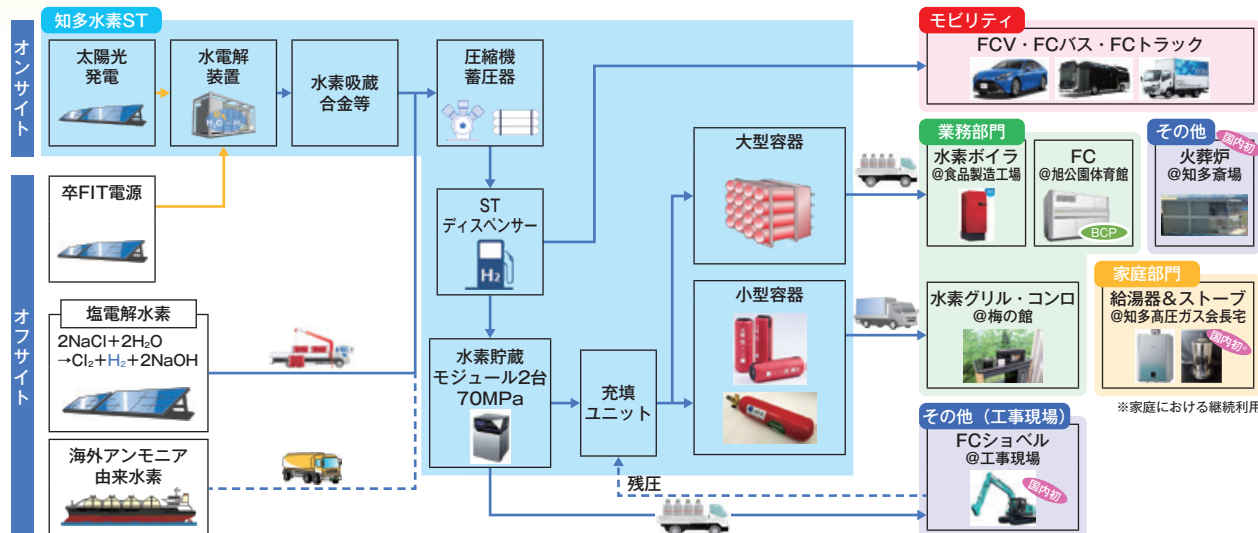 知多水素ST
オンサイト
太陽光
発電
水電解
装置
H₂O→H₂
水素吸蔵
合金等
圧縮機
蓄圧器
モビリティ
FCV・FCバス・FCトラック
オフサイト
卒FIT電源
ST
ディスペンサー
H₂
大型容器
業務部門
水素ボイラ
@食品製造工場
FC
@旭公園体育館
BCP
その他
国内初
火葬炉
@知多斎場
塩電解水素
2NaCl+2H₂O
→Cl₂+H₂+2NaOH
水素貯蔵
モジュール2台
70MPa
充填
ユニット
小型容器
水素グリル・コンロ
@梅の館
家庭部門
給湯器&ストーブ
@知多高圧ガス会長宅
国内初※
※家庭における継続利用
海外アンモニア
由来水素
残圧
その他（工事現場）
FCショベル
@工事現場
国内初